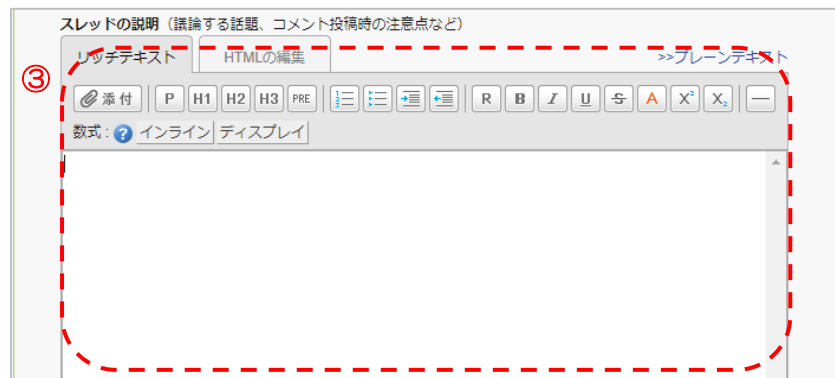 スレッドの説明（議論する話題、コメント投稿時の注意点など）
リッチテキスト HTMLの編集 >>プレーンテキスト
③
添付 P H1 H2 H3 PRE R B I U S A X² X₂ —
数式 : ? インライン ディスプレイ